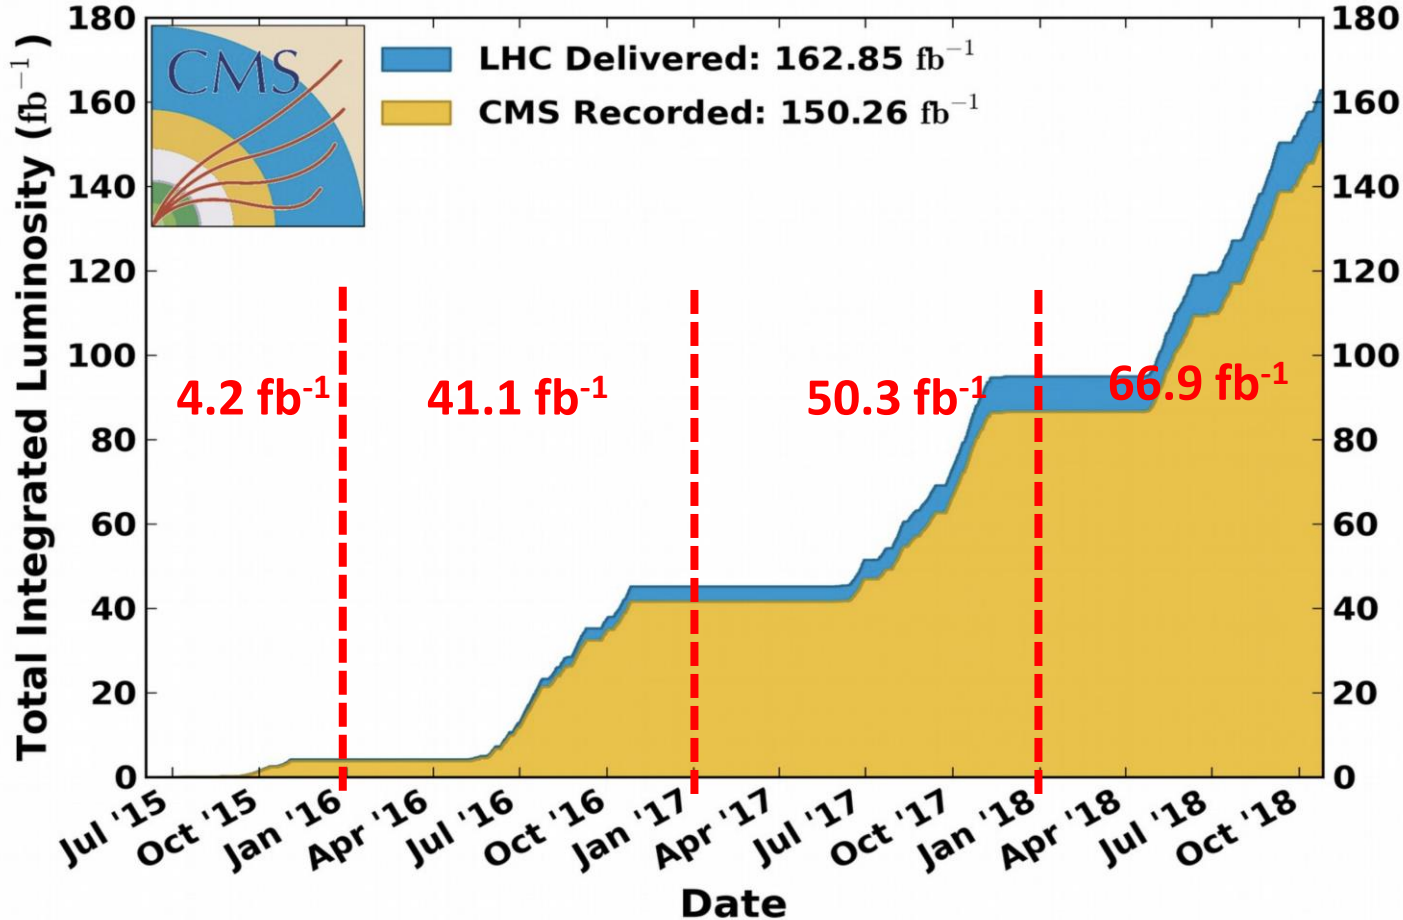 CMS
LHC Delivered: 162.85 fb⁻¹
CMS Recorded: 150.26 fb⁻¹
Total Integrated Luminosity (fb⁻¹)
180
160
140
120
100
80
60
40
20
0
4.2 fb⁻¹
41.1 fb⁻¹
50.3 fb⁻¹
66.9 fb⁻¹
180
160
140
120
100
80
60
40
20
0
Jul '15
Oct '15
Jan '16
Apr '16
Jul '16
Oct '16
Jan '17
Apr '17
Jul '17
Oct '17
Jan '18
Apr '18
Jul '18
Oct '18
Date